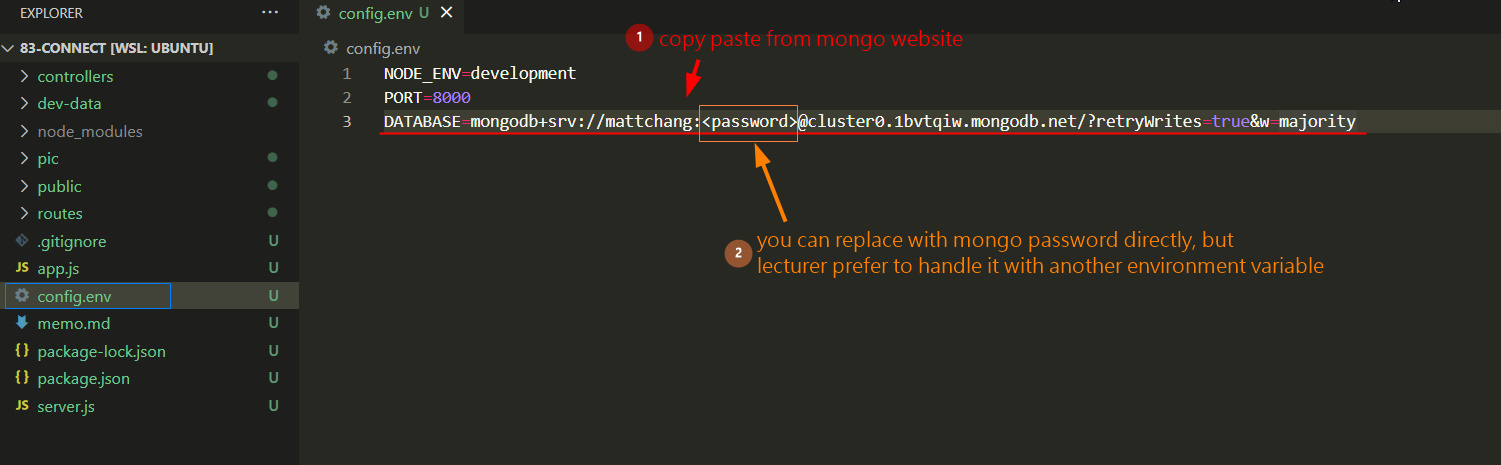 EXPLORER
...
config.env U
83-CONNECT [WSL: UBUNTU]
controllers
dev-data
node_modules
pic
public
routes
.gitignore U
JS app.js U
config.env U
memo.md U
{} package-lock.json U
{} package.json U
JS server.js U
config.env
1 copy paste from mongo website
1 NODE_ENV=development
2 PORT=8000
3 DATABASE=mongodb+srv://mattchang:<password>@cluster0.1bvtqiw.mongodb.net/?retryWrites=true&w=majority
2 you can replace with mongo password directly, but
lecturer prefer to handle it with another environment variable